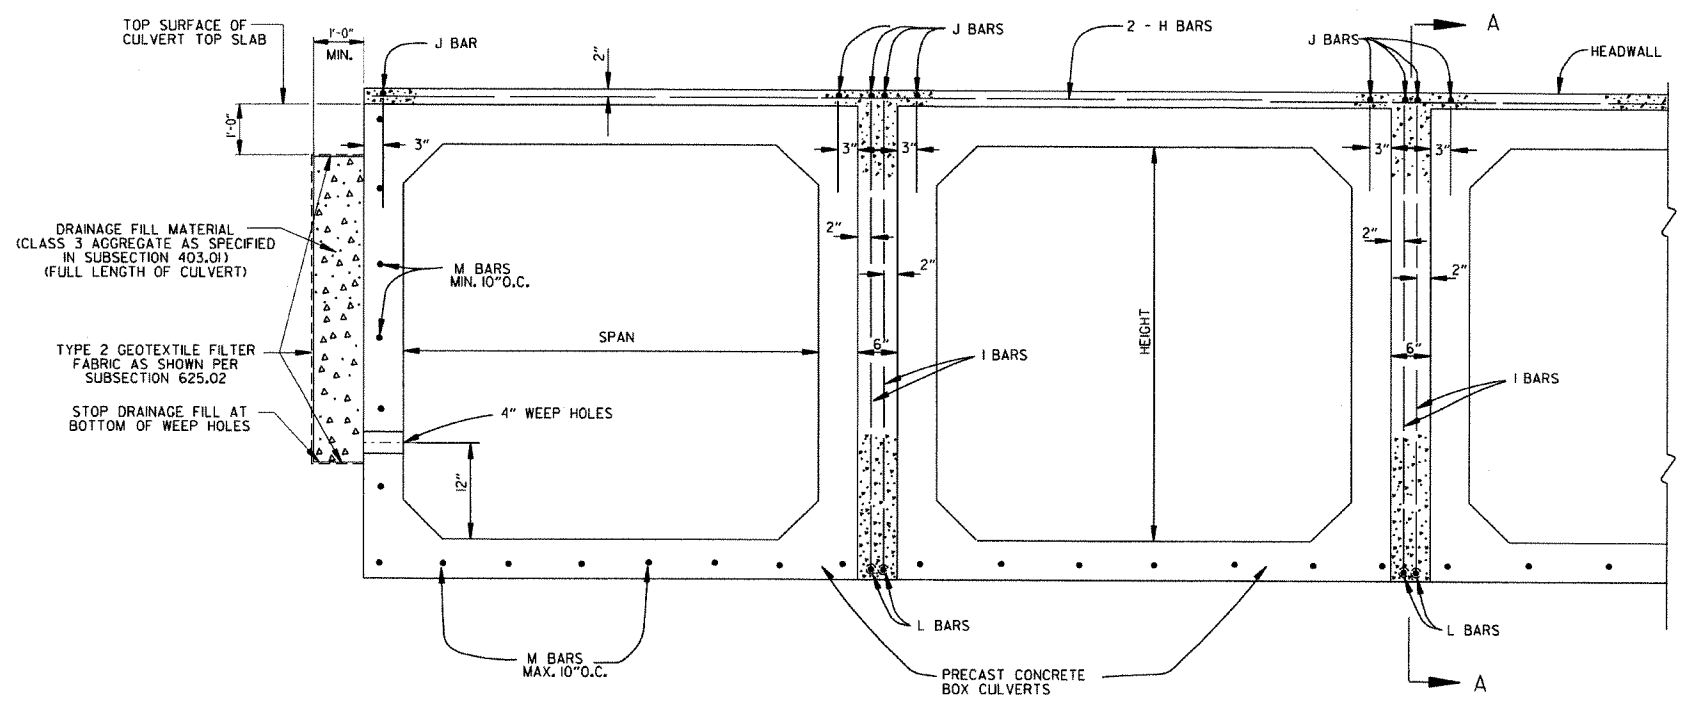 TOP SURFACE OF
CULVERT TOP SLAB
1'-0"
MIN.
J BAR
2"
J BARS
2 - H BARS
J BARS
A
HEADWALL
1'-0"
3"
3"
3"
3"
3"
DRAINAGE FILL MATERIAL
(CLASS 3 AGGREGATE AS SPECIFIED
IN SUBSECTION 403.01)
(FULL LENGTH OF CULVERT)
M BARS
MIN. 10"O.C.
2"
2"
2"
2"
TYPE 2 GEOTEXTILE FILTER
FABRIC AS SHOWN PER
SUBSECTION 625.02
SPAN
6"
I BARS
HEIGHT
6"
I BARS
STOP DRAINAGE FILL AT
BOTTOM OF WEEP HOLES
4" WEEP HOLES
12"
L BARS
L BARS
M BARS
MAX. 10"O.C.
PRECAST CONCRETE
BOX CULVERTS
A